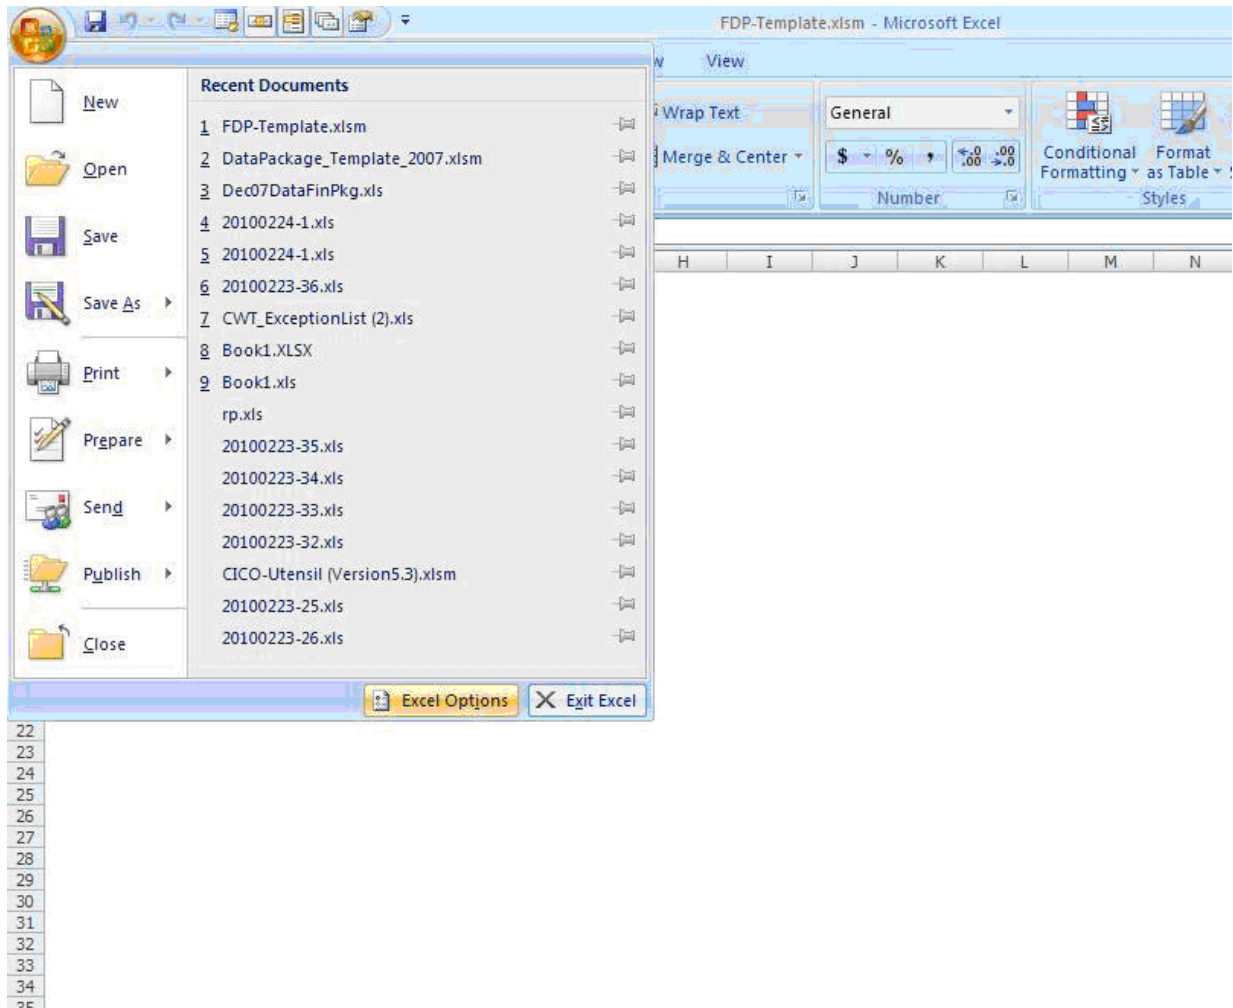 FDP-Template.xlsm - Microsoft Excel
View
New
Open
Save
Save As
Print
Prepare
Send
Publish
Close
Recent Documents
1 FDP-Template.xlsm
2 DataPackage_Template_2007.xlsm
3 Dec07DataFinPkg.xls
4 20100224-1.xls
5 20100224-1.xls
6 20100223-36.xls
7 CWT_ExceptionList (2).xls
8 Book1.XLSX
9 Book1.xls
rp.xls
20100223-35.xls
20100223-34.xls
20100223-33.xls
20100223-32.xls
CICO-Utensil (Version5.3).xlsm
20100223-25.xls
20100223-26.xls
Excel Options
Exit Excel
Wrap Text
Merge & Center
General
$ % , .0 .00 .00 .0
Number
Conditional Formatting
Format as Table
Styles
H I J K L M N
22
23
24
25
26
27
28
29
30
31
32
33
34
35